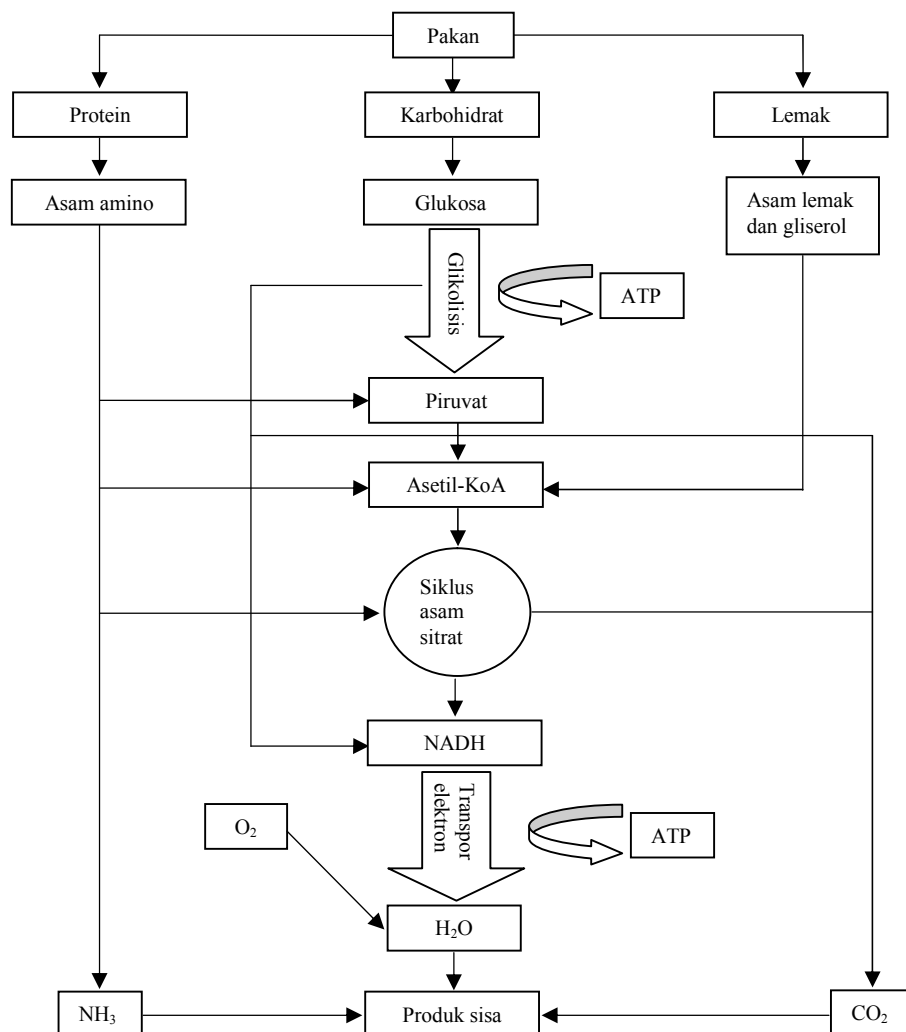 Pakan
Protein
Karbohidrat
Lemak
Asam amino
Glukosa
Asam lemak
dan gliserol
Glikolisis
ATP
Piruvat
Asetil-KoA
Siklus
asam
sitrat
NADH
Transpor
elektron
O₂
ATP
H₂O
NH₃
Produk sisa
CO₂